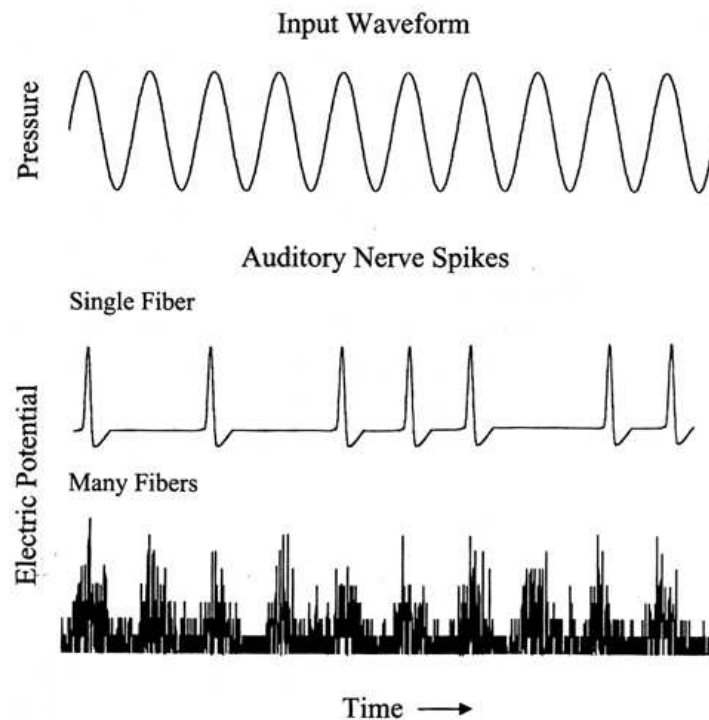 Input Waveform
Pressure
Auditory Nerve Spikes
Single Fiber
Electric Potential
Many Fibers
Time